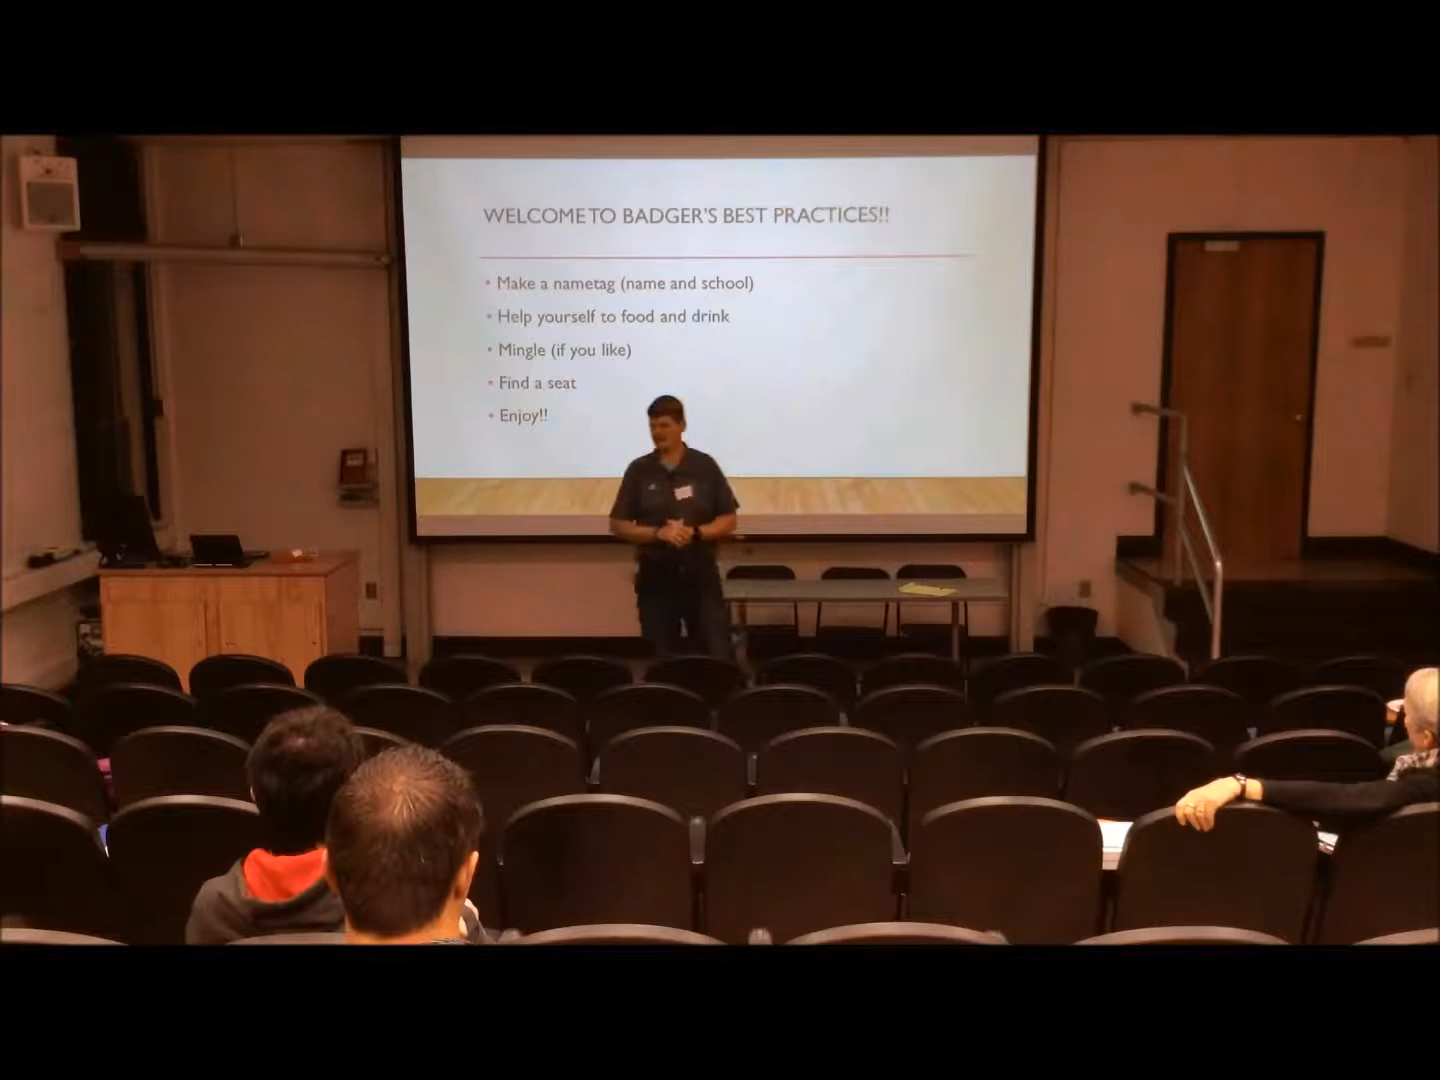 WELCOME TO BADGER'S BEST PRACTICES!!
• Make a nametag (name and school)
• Help yourself to food and drink
• Mingle (if you like)
• Find a seat
• Enjoy!!